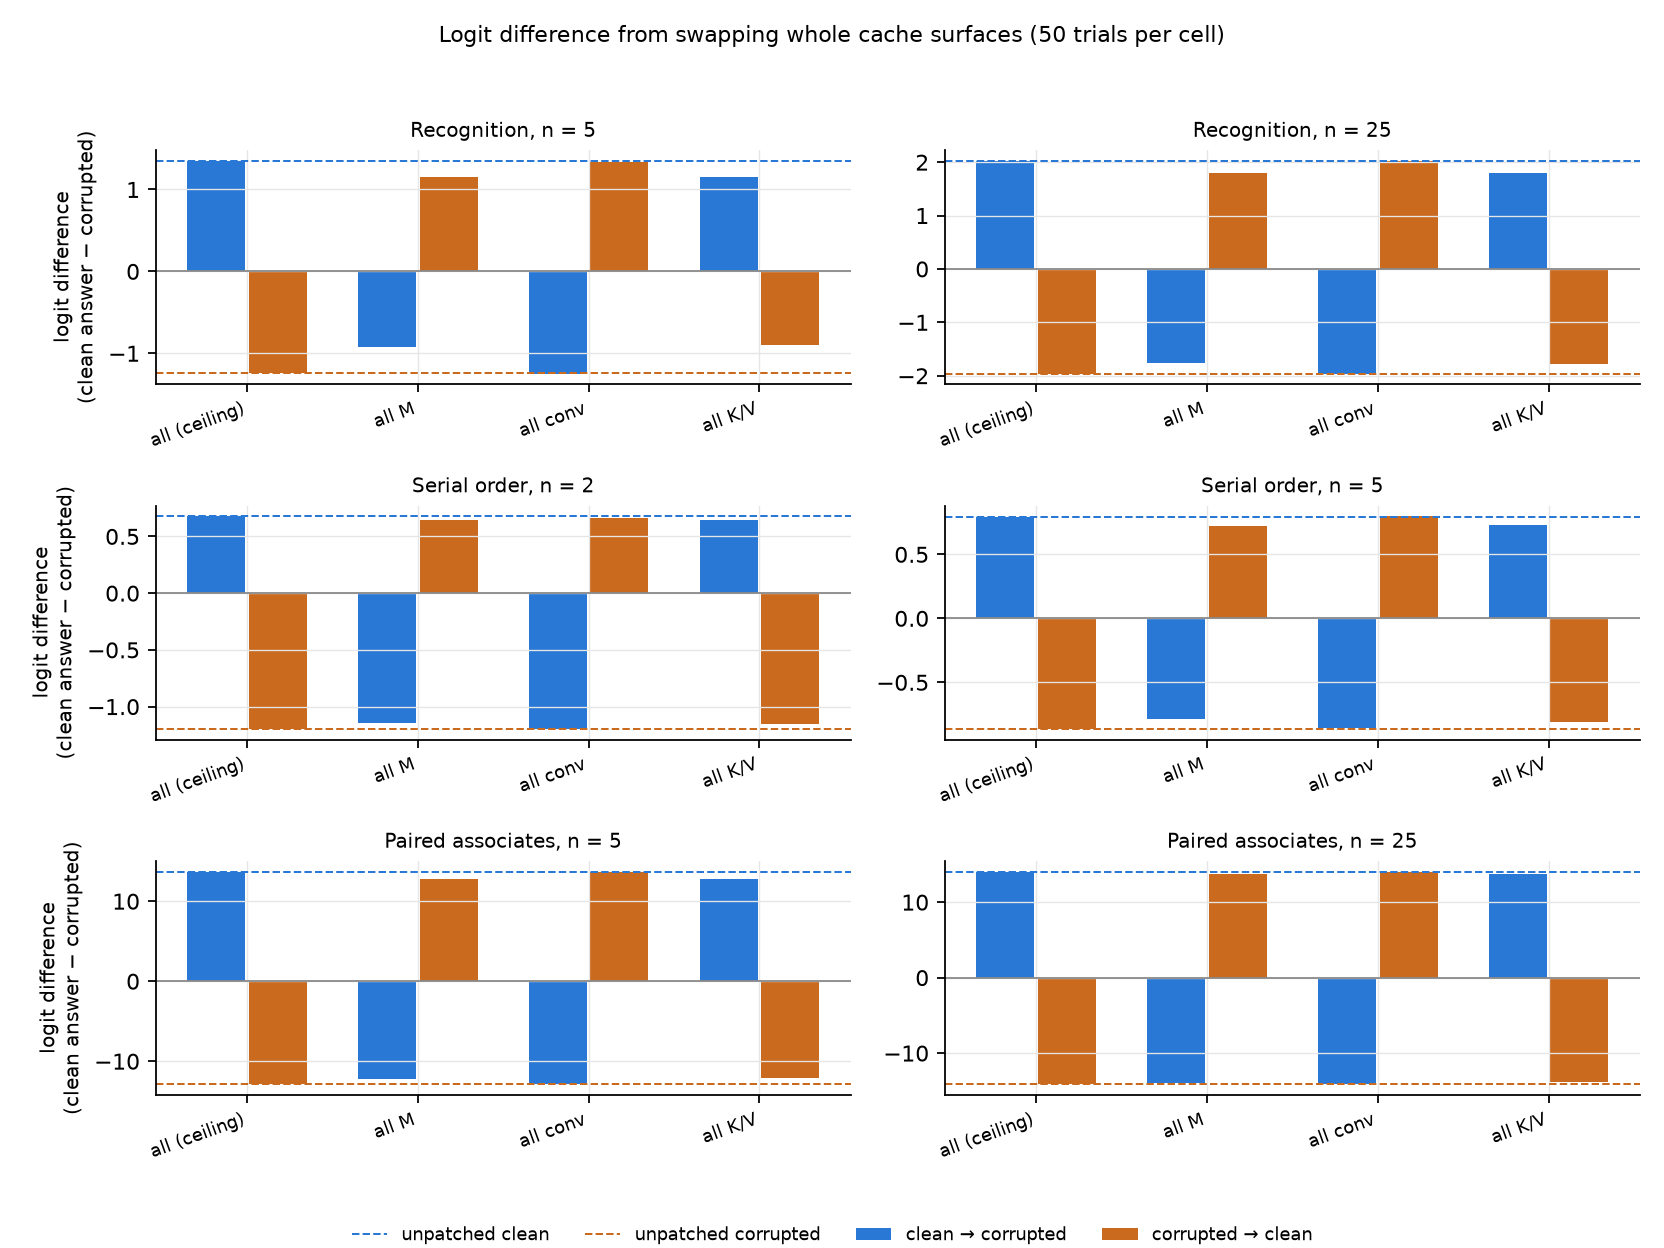 Logit difference from swapping whole cache surfaces (50 trials per cell)
Recognition, n = 5
logit difference
(clean answer − corrupted)
1
0
−1
all (ceiling)
all M
all conv
all K/V
Recognition, n = 25
2
1
0
−1
−2
all (ceiling)
all M
all conv
all K/V
Serial order, n = 2
logit difference
(clean answer − corrupted)
0.5
0.0
−0.5
−1.0
all (ceiling)
all M
all conv
all K/V
Serial order, n = 5
0.5
0.0
−0.5
all (ceiling)
all M
all conv
all K/V
Paired associates, n = 5
logit difference
(clean answer − corrupted)
10
0
−10
all (ceiling)
all M
all conv
all K/V
Paired associates, n = 25
10
0
−10
all (ceiling)
all M
all conv
all K/V
unpatched clean
unpatched corrupted
clean → corrupted
corrupted → clean